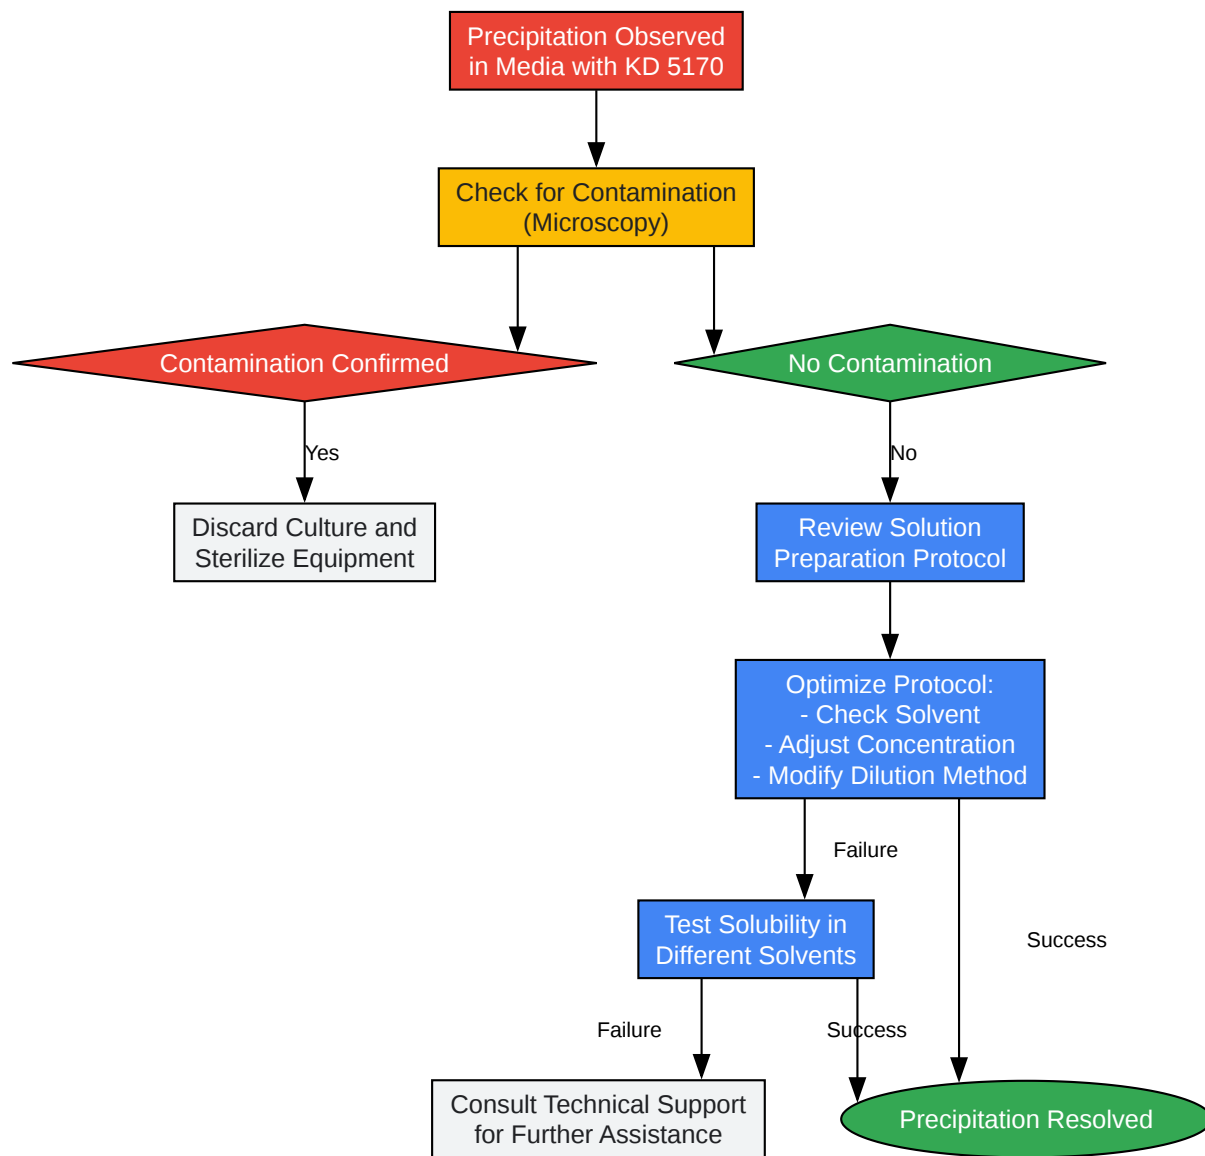 Precipitation Observed
in Media with KD 5170
Check for Contamination
(Microscopy)
Contamination Confirmed
No Contamination
Yes
No
Discard Culture and
Sterilize Equipment
Review Solution
Preparation Protocol
Optimize Protocol:
- Check Solvent
- Adjust Concentration
- Modify Dilution Method
Failure
Test Solubility in
Different Solvents
Success
Failure
Success
Consult Technical Support
for Further Assistance
Precipitation Resolved